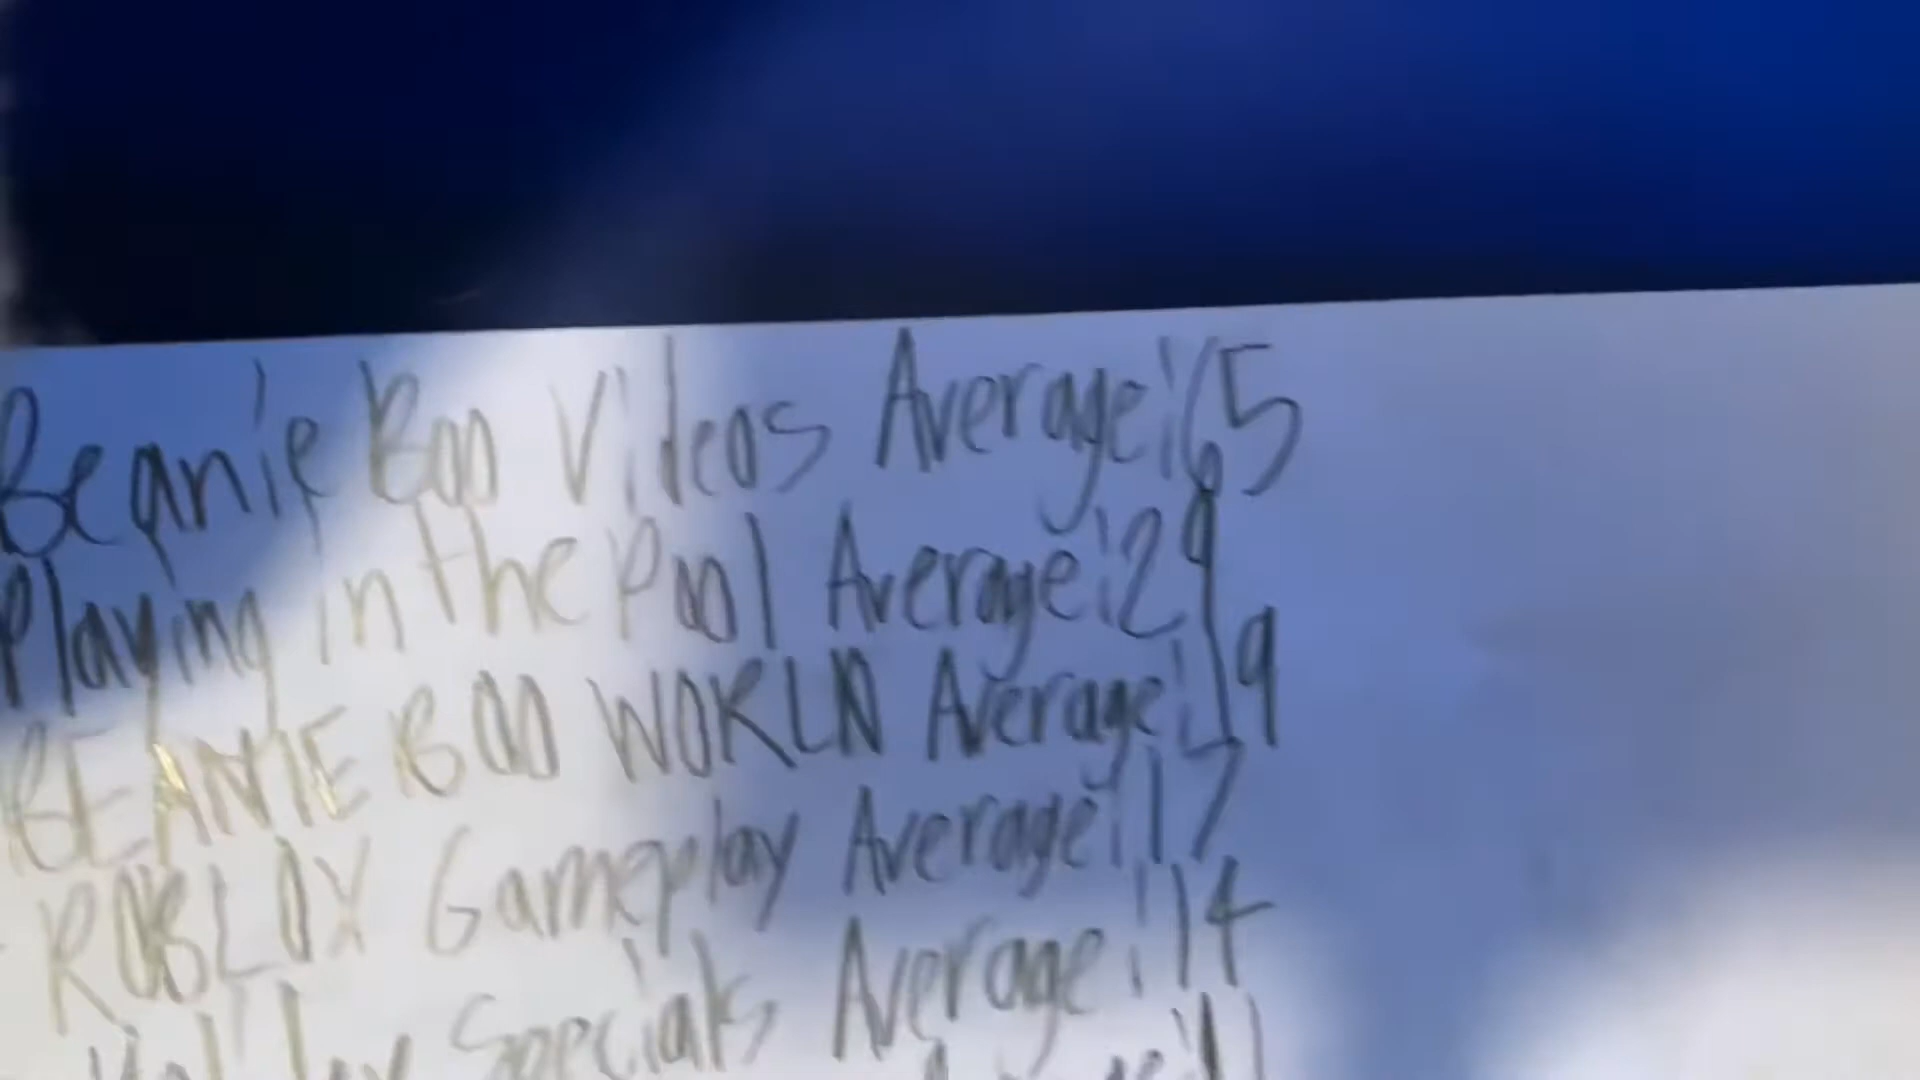 Beanie Boo Videos Average: 65
Playing in the Pool Average: 29
BEANIE BOO WORLD Average: 19
ROBLOX Gameplay Average: 17
Specials Average: 14
11